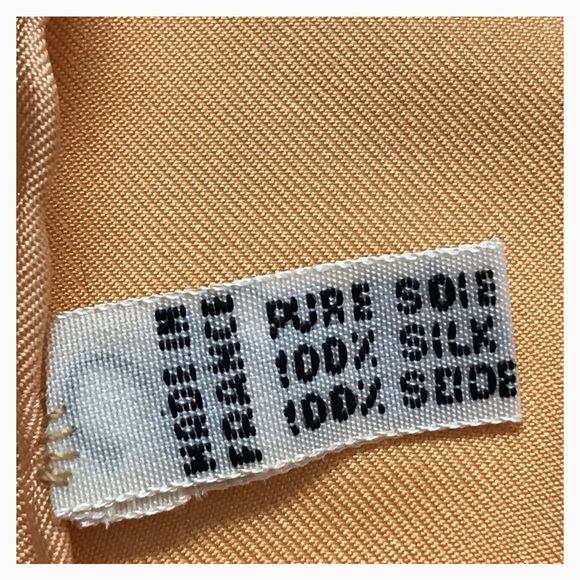 MADE IN
FRANCE
PURE SOIE
100% SILK
100% SEIDE